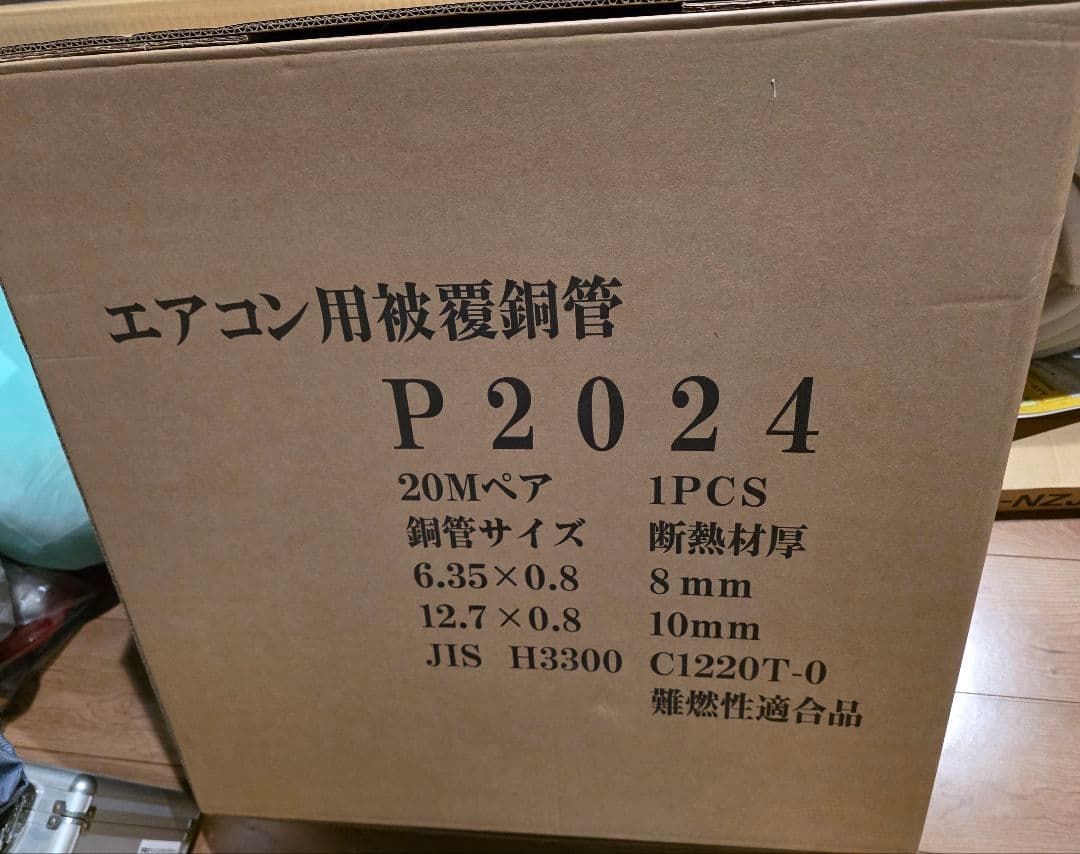 エアコン用被覆銅管
P2024
20Mペア 1PCS
銅管サイズ 断熱材厚
6.35×0.8 8mm
12.7×0.8 10mm
JIS H3300 C1220T-0
難燃性適合品